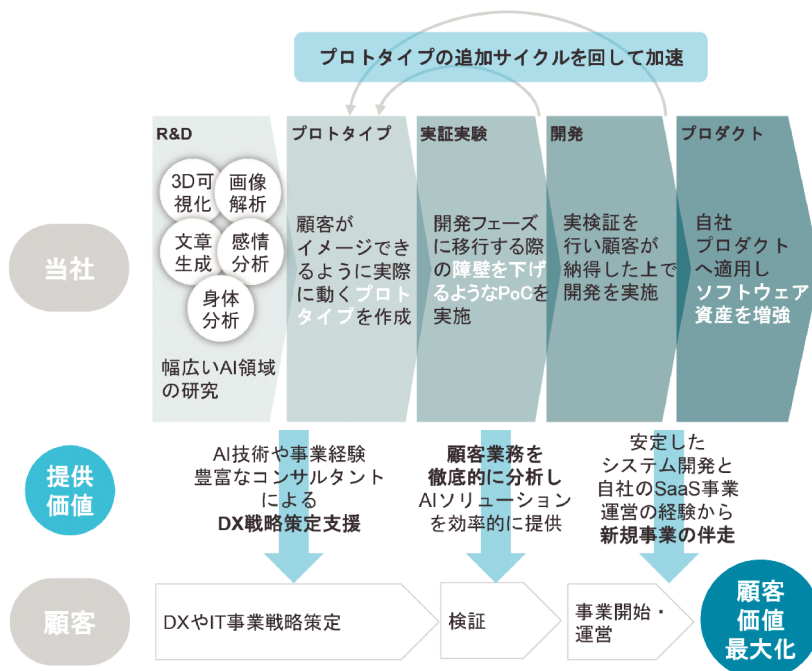 プロトタイプの追加サイクルを回して加速
R&D
3D可
視化
画像
解析
文章
生成
感情
分析
身体
分析
幅広いAI領域
の研究
プロトタイプ
顧客が
イメージでき
るように実際
に動くプロト
タイプを作成
実証実験
開発フェーズ
に移行する際
の障壁を下げ
るようなPoCを
実施
開発
実検証を
行い顧客が
納得した上で
開発を実施
プロダクト
自社
プロダクト
へ適用し
ソフトウェア
資産を増強
当社
提供
価値
AI技術や事業経験
豊富なコンサルタント
による
DX戦略策定支援
顧客業務を
徹底的に分析し
AIソリューション
を効率的に提供
安定した
システム開発と
自社のSaaS事業
運営の経験から
新規事業の伴走
顧客
DXやIT事業戦略策定
検証
事業開始・
運営
顧客
価値
最大化